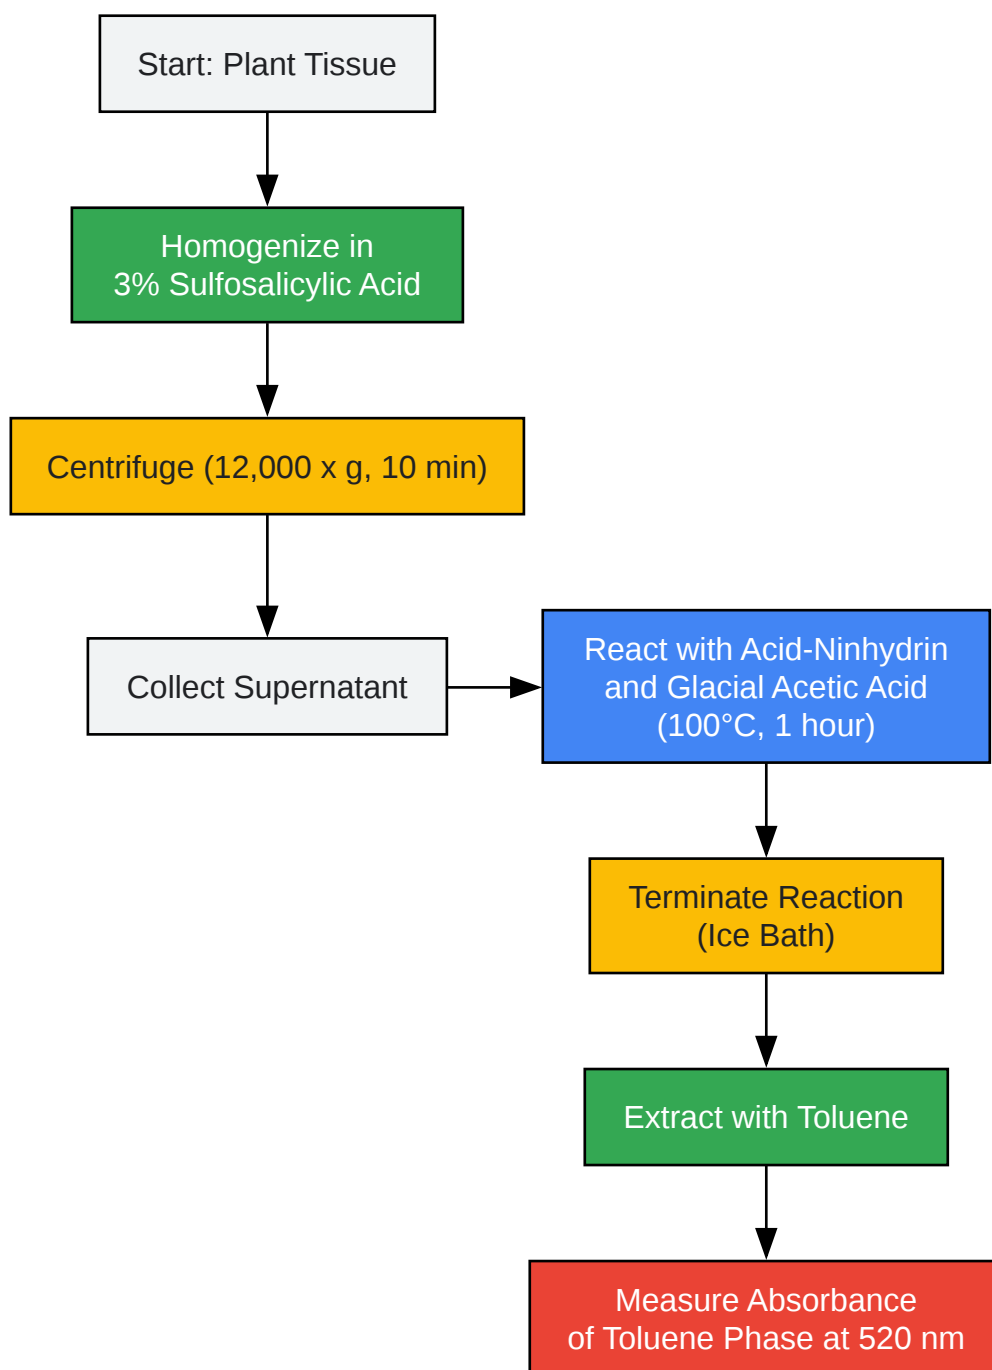 Start: Plant Tissue
Homogenize in
3% Sulfosalicylic Acid
Centrifuge (12,000 x g, 10 min)
Collect Supernatant
React with Acid-Ninhydrin
and Glacial Acetic Acid
(100°C, 1 hour)
Terminate Reaction
(Ice Bath)
Extract with Toluene
Measure Absorbance
of Toluene Phase at 520 nm